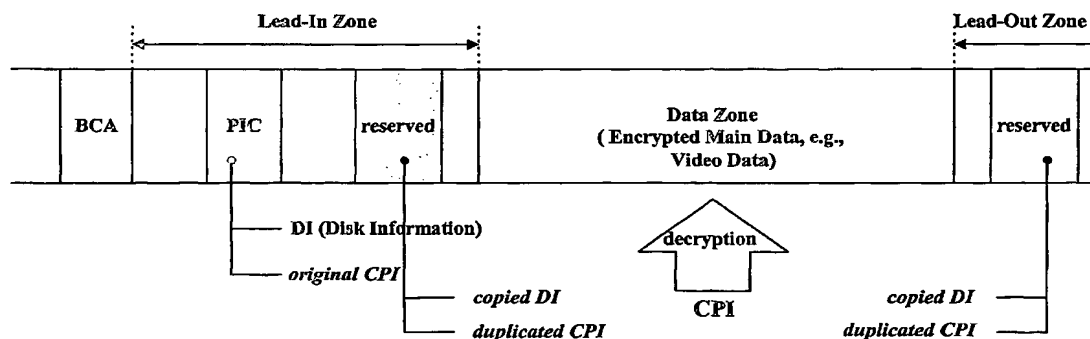 Lead-In Zone
Lead-Out Zone
BCA
PIC
reserved
Data Zone
( Encrypted Main Data, e.g.,
Video Data)
reserved
DI (Disk Information)
original CPI
decryption
CPI
copied DI
duplicated CPI
copied DI
duplicated CPI